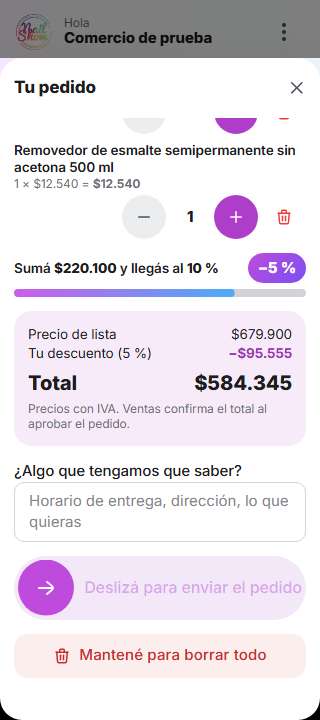 Nail Show
Hola
Comercio de prueba
Tu pedido
Removedor de esmalte semipermanente sin
acetona 500 ml
1 × $12.540 = $12.540
1
Sumá $220.100 y llegás al 10 %
−5 %
Precio de lista
$679.900
Tu descuento (5 %)
−$95.555
Total
$584.345
Precios con IVA. Ventas confirma el total al
aprobar el pedido.
¿Algo que tengamos que saber?
Horario de entrega, dirección, lo que
quieras
Deslizá para enviar el pedido
Mantené para borrar todo